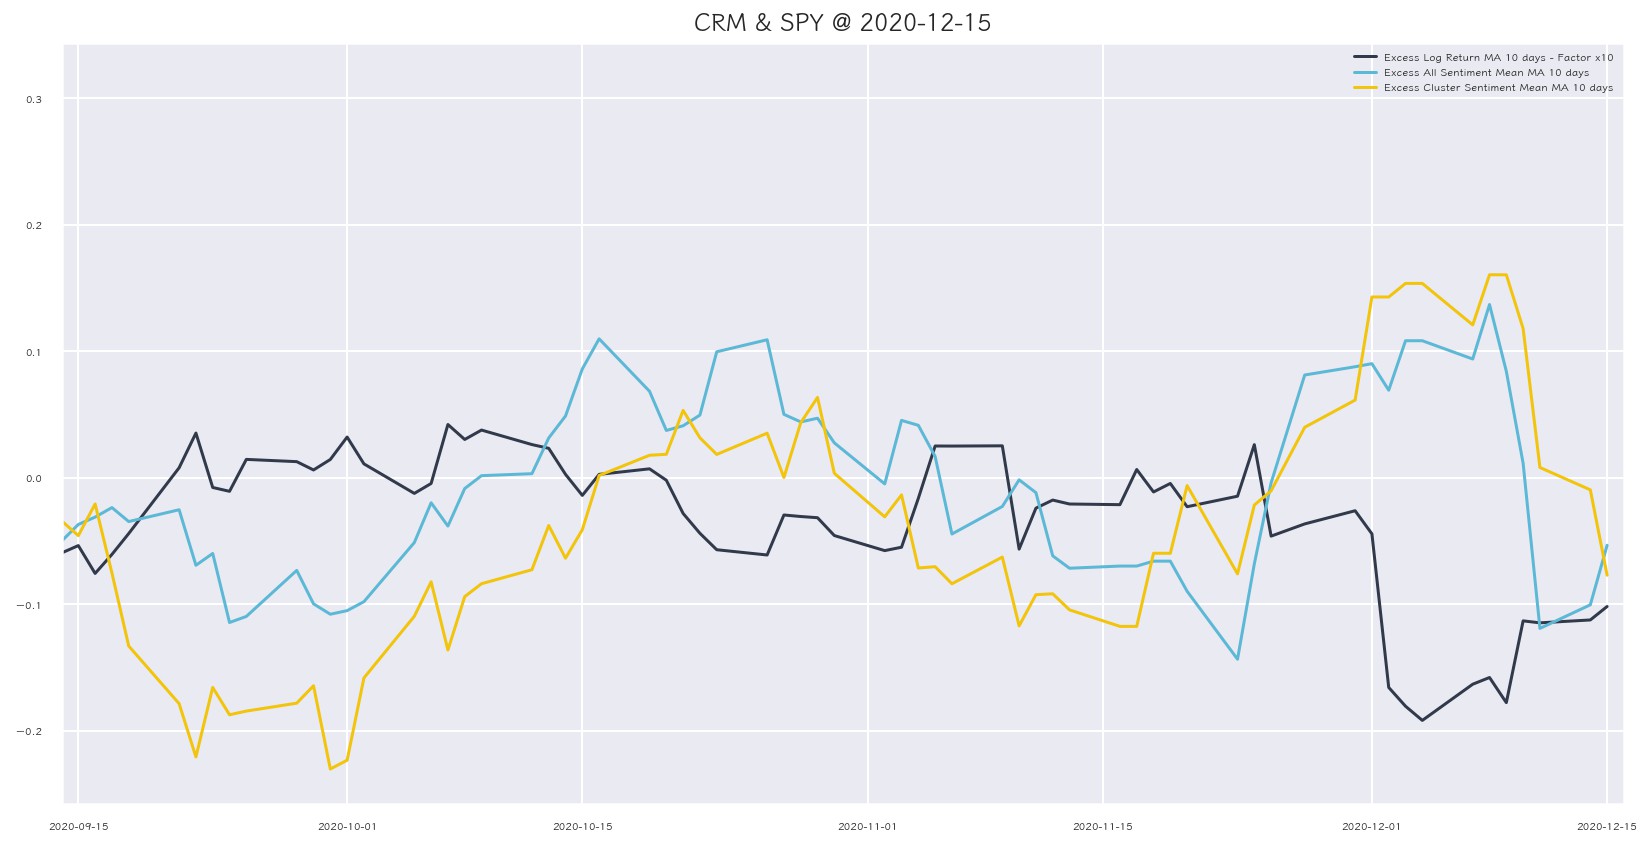 CRM & SPY @ 2020-12-15
Excess Log Return MA 10 days - Factor x10
Excess All Sentiment Mean MA 10 days
Excess Cluster Sentiment Mean MA 10 days
0.3
0.2
0.1
0.0
−0.1
−0.2
2020-09-15 2020-10-01 2020-10-15 2020-11-01 2020-11-15 2020-12-01 2020-12-15